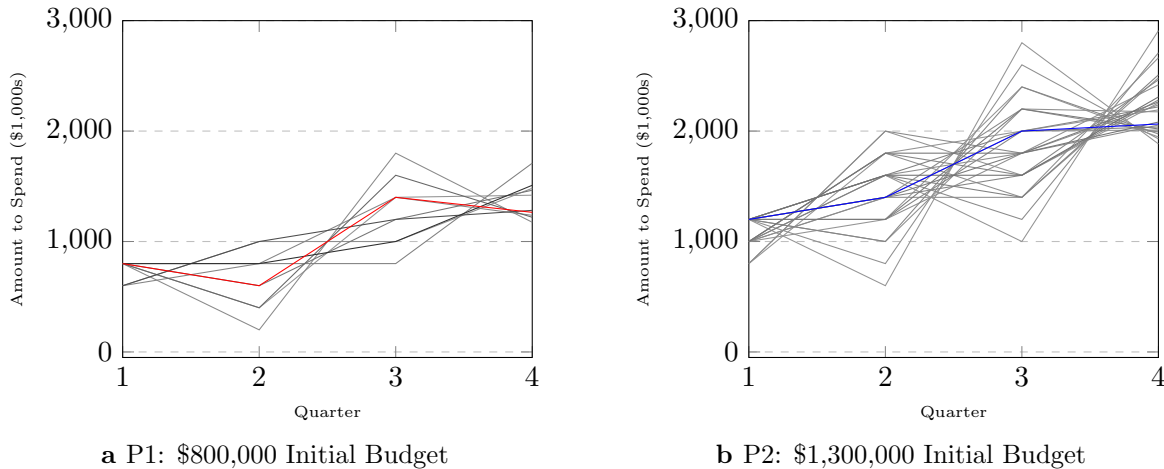 3,000
2,000
1,000
0
Amount to Spend ($1,000s)
1 2 3 4
Quarter
a P1: $800,000 Initial Budget
3,000
2,000
1,000
0
Amount to Spend ($1,000s)
1 2 3 4
Quarter
b P2: $1,300,000 Initial Budget